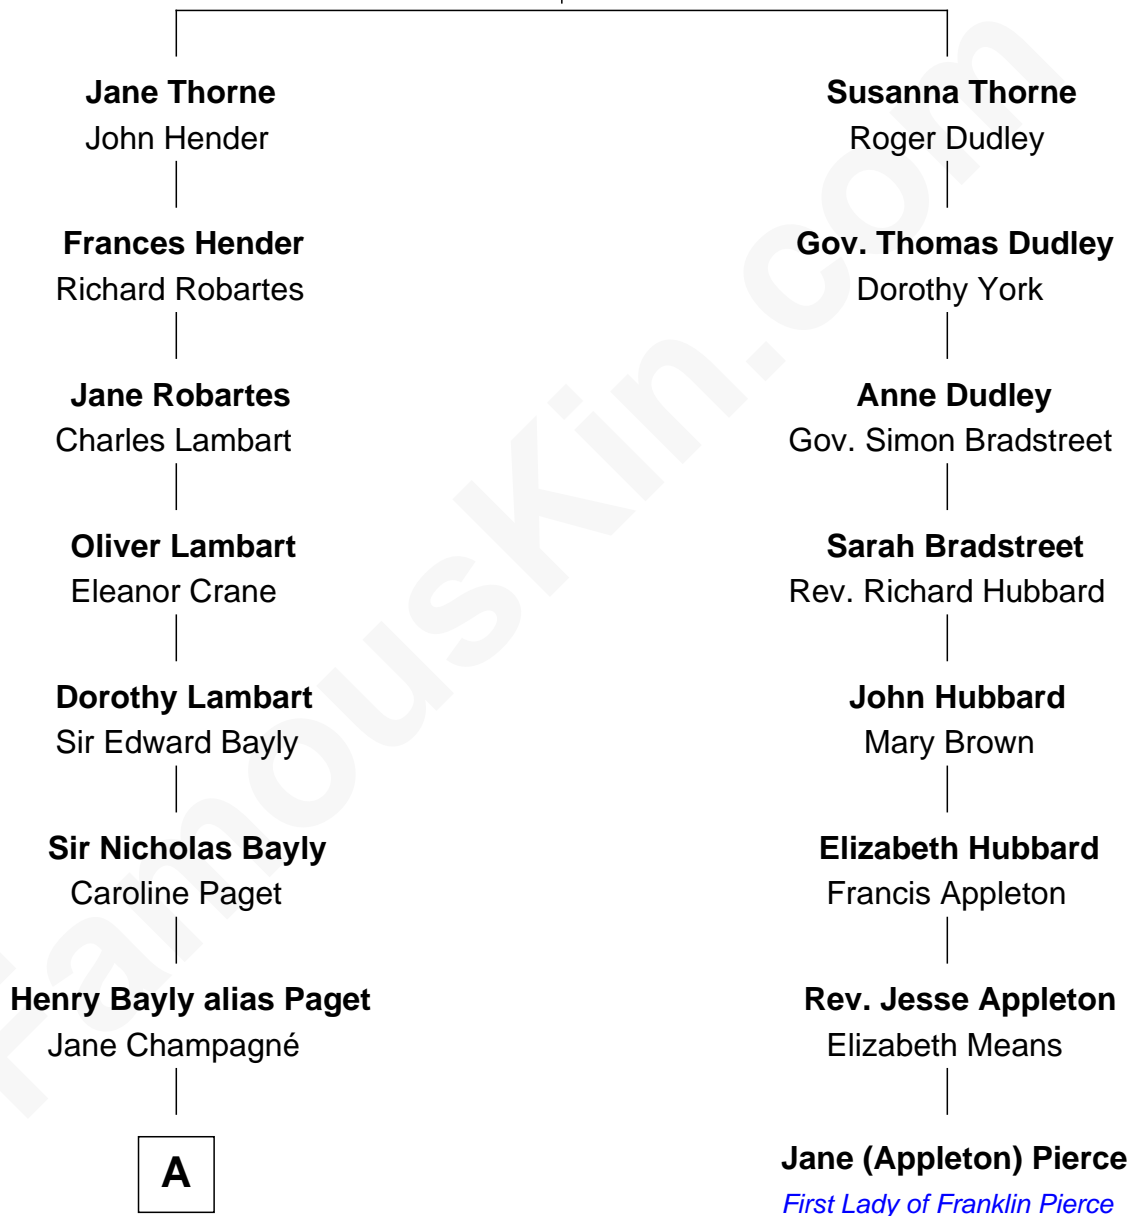 Jane Thorne
John Hender
Frances Hender
Richard Robartes
Jane Robartes
Charles Lambart
Oliver Lambart
Eleanor Crane
Dorothy Lambart
Sir Edward Bayly
Sir Nicholas Bayly
Caroline Paget
Henry Bayly alias Paget
Jane Champagné
A
Susanna Thorne
Roger Dudley
Gov. Thomas Dudley
Dorothy York
Anne Dudley
Gov. Simon Bradstreet
Sarah Bradstreet
Rev. Richard Hubbard
John Hubbard
Mary Brown
Elizabeth Hubbard
Francis Appleton
Rev. Jesse Appleton
Elizabeth Means
Jane (Appleton) Pierce
First Lady of Franklin Pierce
FamousKin.com